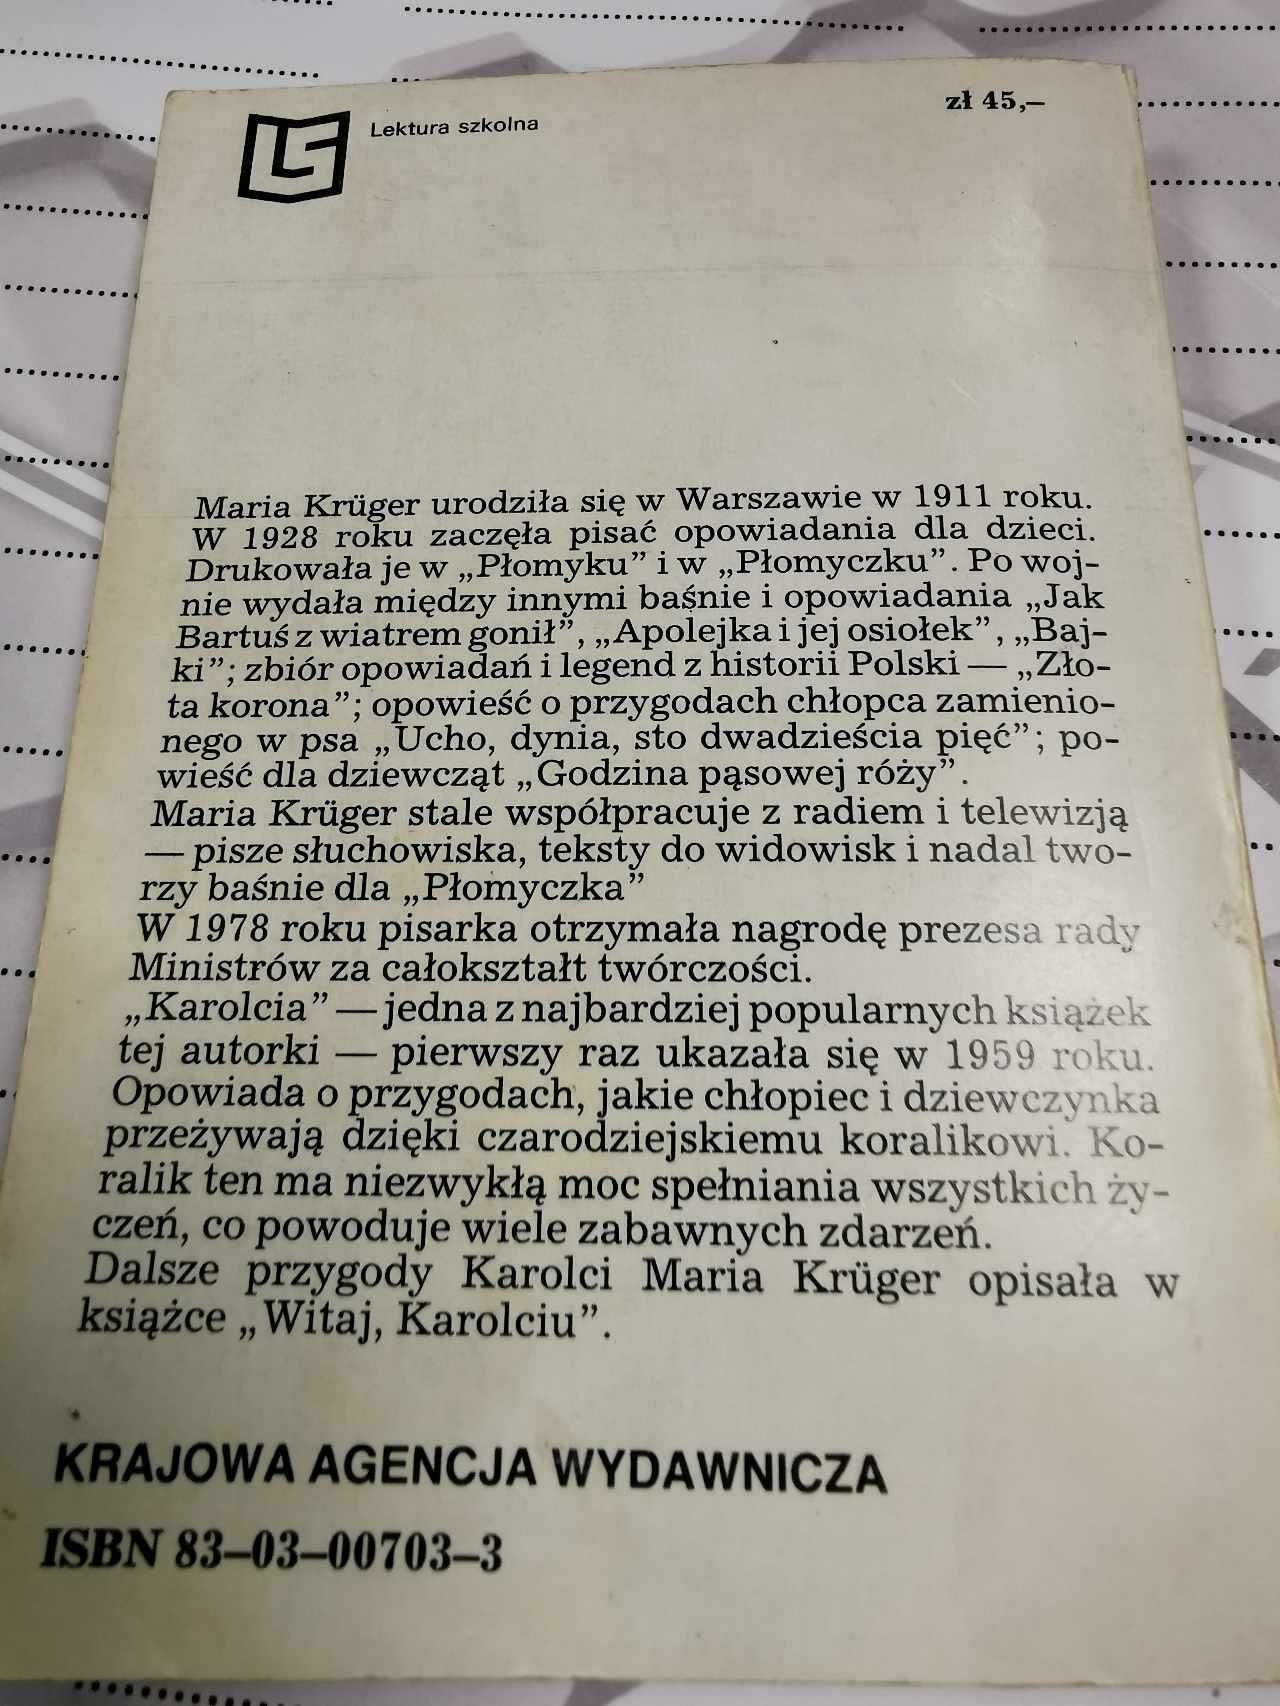 LS Lektura szkolna
zł 45,—
Maria Krüger urodziła się w Warszawie w 1911 roku.
W 1928 roku zaczęła pisać opowiadania dla dzieci.
Drukowała je w „Płomyku” i w „Płomyczku”. Po woj-
nie wydała między innymi baśnie i opowiadania „Jak
Bartuś z wiatrem gonił”, „Apolejka i jej osiołek”, „Baj-
ki”; zbiór opowiadań i legend z historii Polski — „Zło-
ta korona”; opowieść o przygodach chłopca zamienio-
nego w psa „Ucho, dynia, sto dwadzieścia pięć”; po-
wieść dla dziewcząt „Godzina pąsowej róży”.
Maria Krüger stale współpracuje z radiem i telewizją
— pisze słuchowiska, teksty do widowisk i nadal two-
rzy baśnie dla „Płomyczka”
W 1978 roku pisarka otrzymała nagrodę prezesa rady
Ministrów za całokształt twórczości.
„Karolcia” — jedna z najbardziej popularnych książek
tej autorki — pierwszy raz ukazała się w 1959 roku.
Opowiada o przygodach, jakie chłopiec i dziewczynka
przeżywają dzięki czarodziejskiemu koralikowi. Ko-
ralik ten ma niezwykłą moc spełniania wszystkich ży-
czeń, co powoduje wiele zabawnych zdarzeń.
Dalsze przygody Karolci Maria Krüger opisała w
książce „Witaj, Karolciu”.
KRAJOWA AGENCJA WYDAWNICZA
ISBN 83–03–00703–3